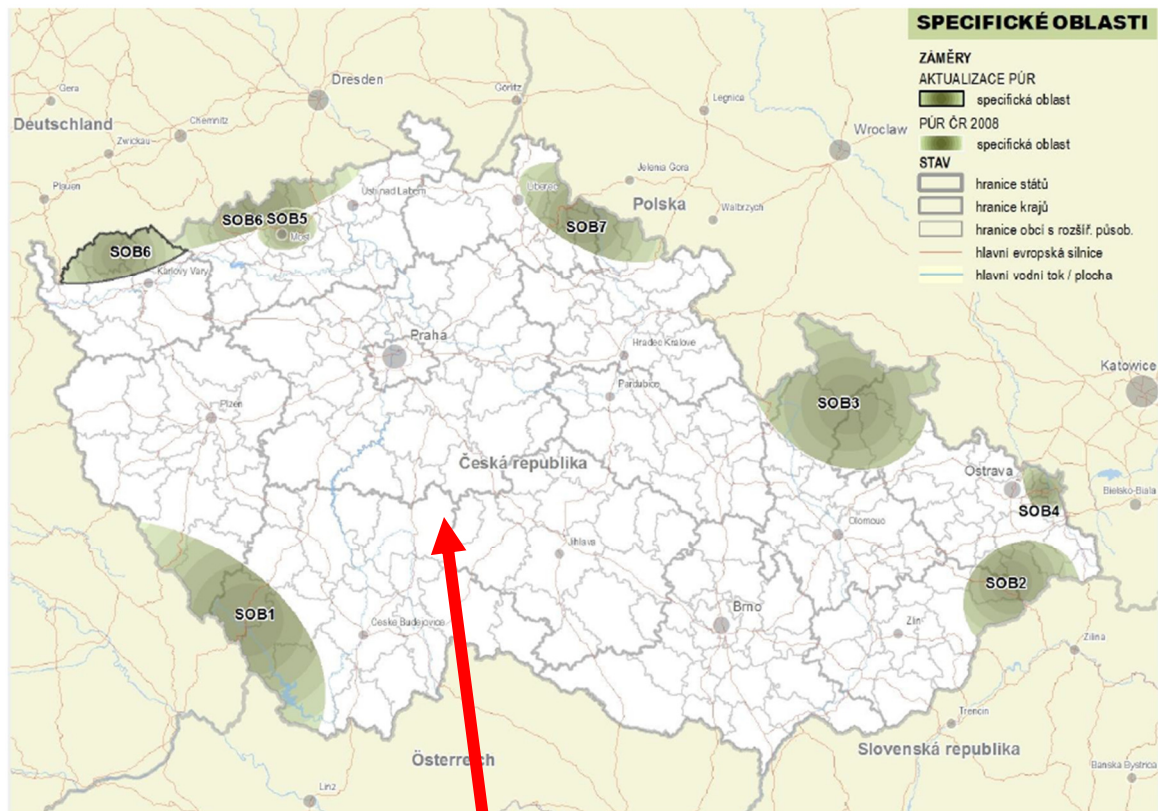 SPECIFICKÉ OBLASTI
ZÁMĚRY
AKTUALIZACE PÚR
specifická oblast
PÚR ČR 2008
specifická oblast
STAV
hranice států
hranice krajů
hranice obcí s rozšíř. působ.
hlavní evropská silnice
hlavní vodní tok / plocha
Dresden
Görlitz
Gera
Legnica
Deutschland
Chemnitz
Wroclaw
Zwickau
Jelenia Gora
Plauen
Liberec
Ústí nad Labem
Polska
Walbrzych
SOB6
SOB5
Most
SOB7
SOB6
Karlovy Vary
Praha
Hradec Králové
Katowice
Pardubice
SOB3
Plzeň
Česká republika
Ostrava
Bielsko-Biala
SOB4
Olomouc
Jihlava
SOB2
SOB1
Brno
České Budějovice
Zlín
Žilina
Trenčín
Slovenská republika
Österreich
Banská Bystrica
Linz